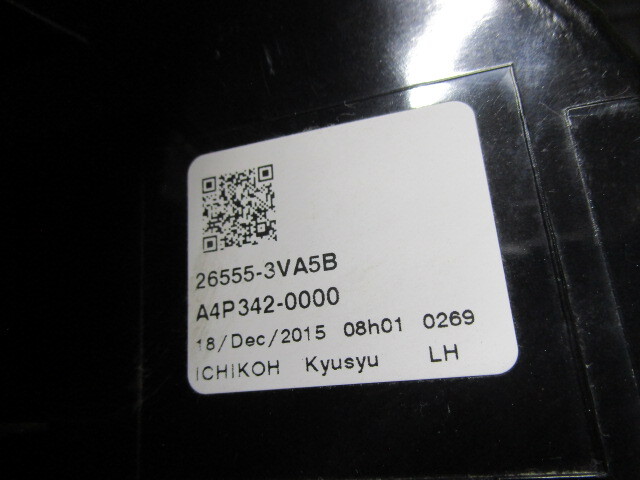 26555-3VA5B
A4P342-0000
18/Dec/2015 08h01 0269
ICHIKOH Kyusyu LH